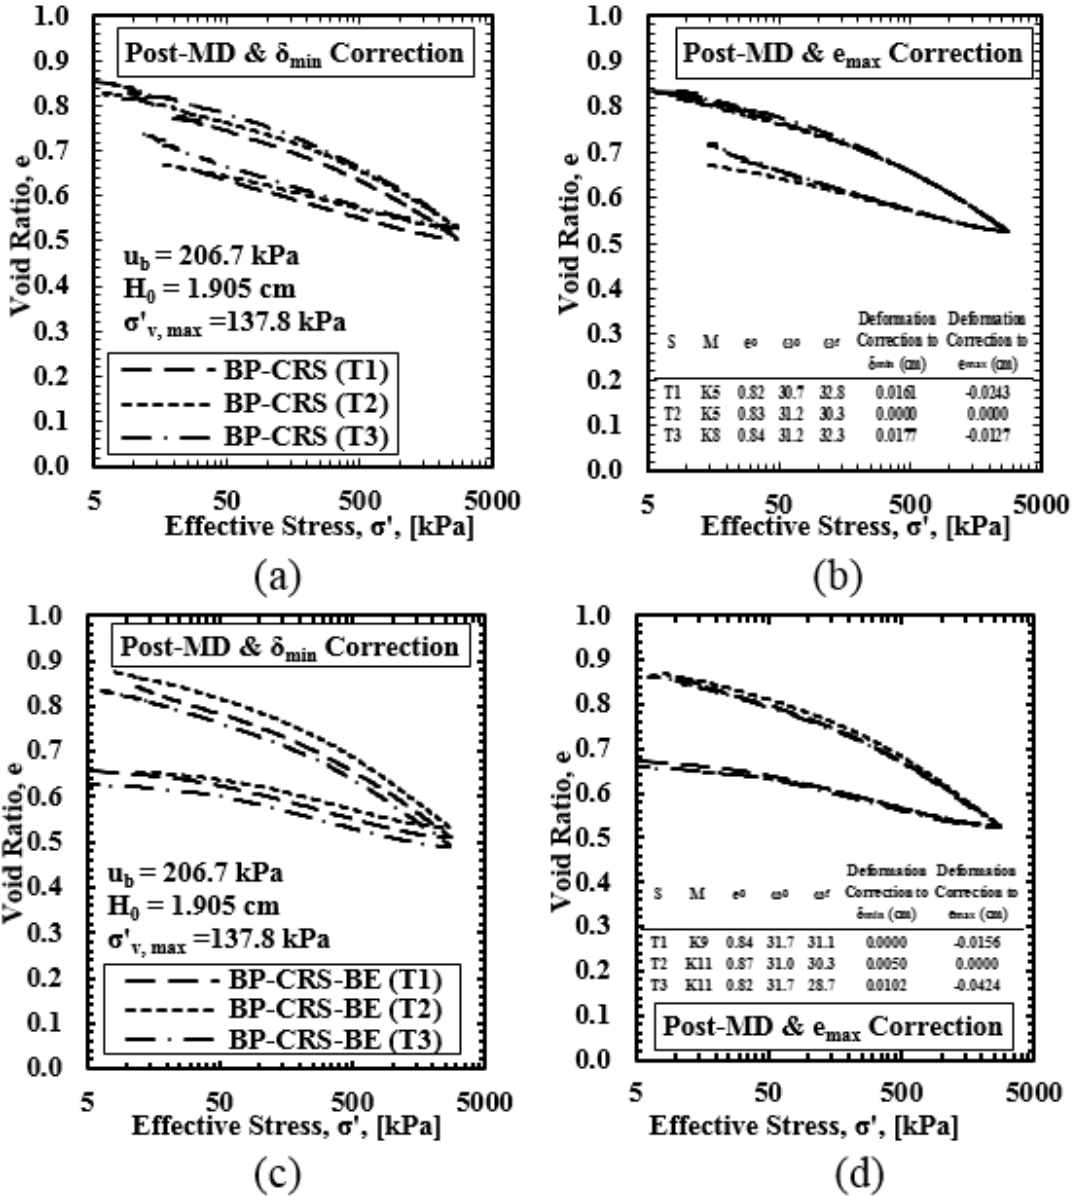 1.0
Post-MD & δmin Correction
0.9
0.8
0.7
0.6
0.5
0.4
0.3
0.2
0.1
0.0
Void Ratio, e
ub = 206.7 kPa
H0 = 1.905 cm
σ'v, max =137.8 kPa
BP-CRS (T1)
BP-CRS (T2)
BP-CRS (T3)
5 50 500 5000
Effective Stress, σ', [kPa]
(a)
1.0
Post-MD & emax Correction
0.9
0.8
0.7
0.6
0.5
0.4
0.3
0.2
0.1
0.0
Void Ratio, e
Deformation Deformation
S M e0 ω0 ωf Correction to Correction to
δmin (cm) emax (cm)
T1 K5 0.82 30.7 32.8 0.0161 -0.0243
T2 K5 0.83 31.2 30.3 0.0000 0.0000
T3 K8 0.84 31.2 32.3 0.0177 -0.0127
5 50 500 5000
Effective Stress, σ', [kPa]
(b)
1.0
Post-MD & δmin Correction
0.9
0.8
0.7
0.6
0.5
0.4
0.3
0.2
0.1
0.0
Void Ratio, e
ub = 206.7 kPa
H0 = 1.905 cm
σ'v, max =137.8 kPa
BP-CRS-BE (T1)
BP-CRS-BE (T2)
BP-CRS-BE (T3)
5 50 500 5000
Effective Stress, σ', [kPa]
(c)
1.0
0.9
0.8
0.7
0.6
0.5
0.4
0.3
0.2
0.1
0.0
Void Ratio, e
Deformation Deformation
S M e0 ω0 ωf Correction to Correction to
δmin (cm) emax (cm)
T1 K9 0.84 31.7 31.1 0.0000 -0.0156
T2 K11 0.87 31.0 30.3 0.0050 0.0000
T3 K11 0.82 31.7 28.7 0.0102 -0.0424
Post-MD & emax Correction
5 50 500 5000
Effective Stress, σ', [kPa]
(d)